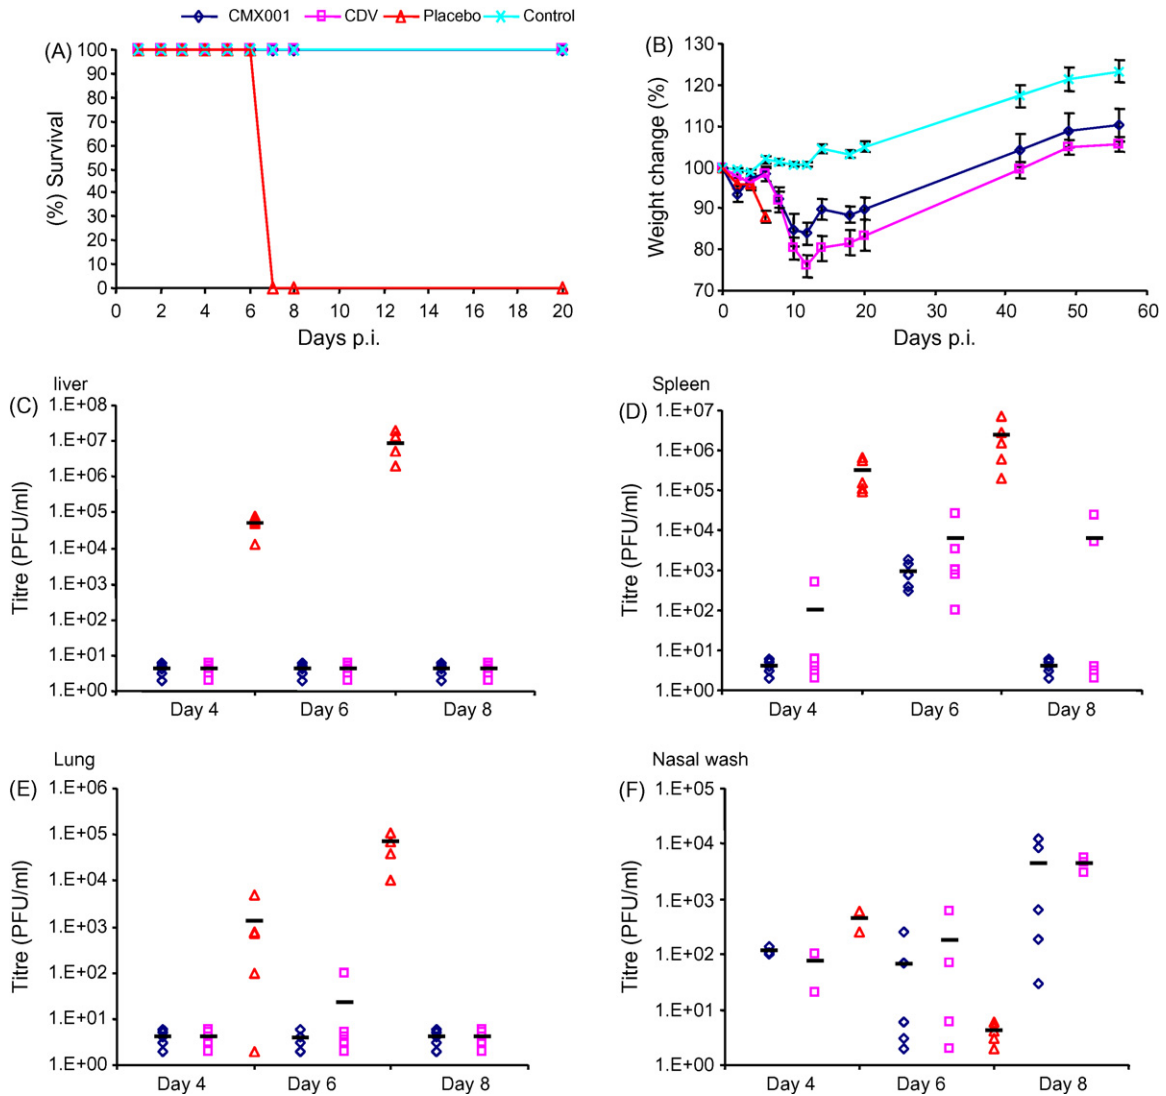 CMX001 CDV Placebo Control
(A)
(%) Survival
100
90
80
70
60
50
40
30
20
10
0
0 2 4 6 8 10 12 14 16 18 20
Days p.i.
(B)
Weight change (%)
130
120
110
100
90
80
70
0 10 20 30 40 50 60
Days p.i.
liver
(C)
Titre (PFU/ml)
1.E+08
1.E+07
1.E+06
1.E+05
1.E+04
1.E+03
1.E+02
1.E+01
1.E+00
Day 4 Day 6 Day 8
Spleen
(D)
Titre (PFU/ml)
1.E+07
1.E+06
1.E+05
1.E+04
1.E+03
1.E+02
1.E+01
1.E+00
Day 4 Day 6 Day 8
Lung
(E)
Titre (PFU/ml)
1.E+06
1.E+05
1.E+04
1.E+03
1.E+02
1.E+01
1.E+00
Day 4 Day 6 Day 8
Nasal wash
(F)
Titre (PFU/ml)
1.E+05
1.E+04
1.E+03
1.E+02
1.E+01
1.E+00
Day 4 Day 6 Day 8